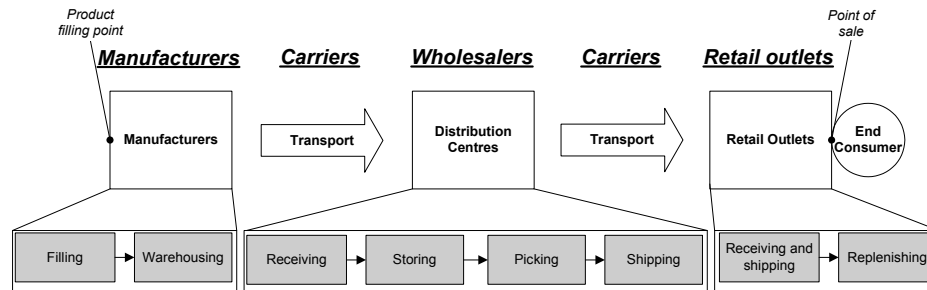 Product
filling point
Point of
sale
Manufacturers
Carriers
Wholesalers
Carriers
Retail outlets
Manufacturers
Transport
Distribution
Centres
Transport
Retail Outlets
End
Consumer
Filling
Warehousing
Receiving
Storing
Picking
Shipping
Receiving and
shipping
Replenishing